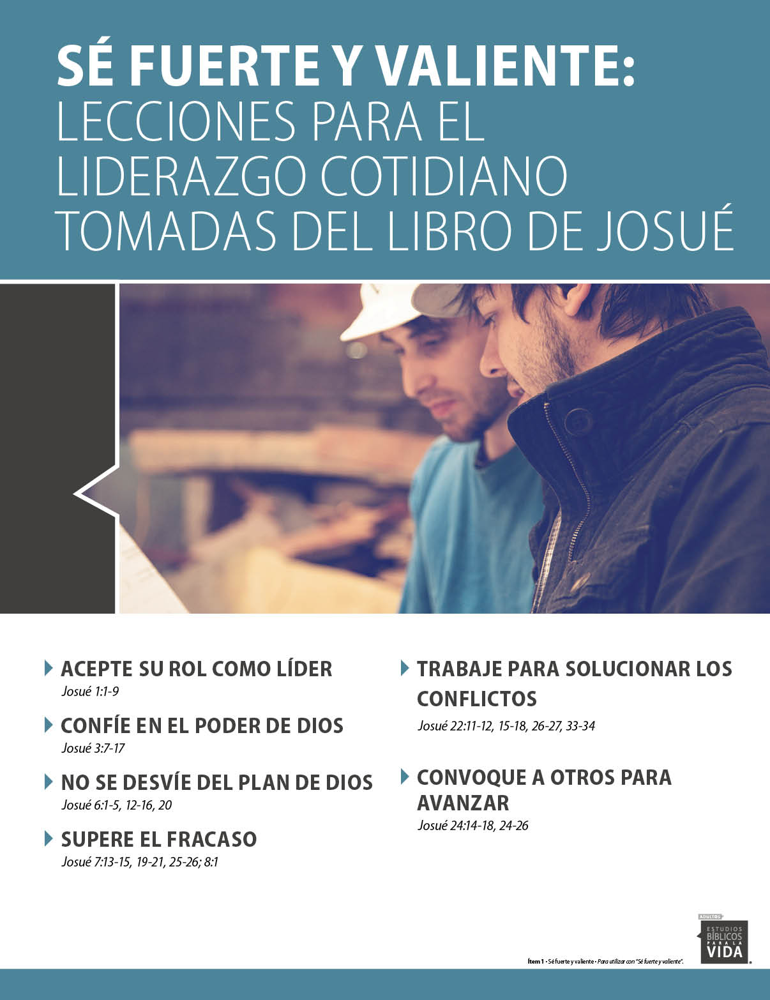 SÉ FUERTE Y VALIENTE:
LECCIONES PARA EL
LIDERAZGO COTIDIANO
TOMADAS DEL LIBRO DE JOSUÉ
ACEPTE SU ROL COMO LÍDER
Josué 1:1-9
CONFÍE EN EL PODER DE DIOS
Josué 3:7-17
NO SE DESVÍE DEL PLAN DE DIOS
Josué 6:1-5, 12-16, 20
SUPERE EL FRACASO
Josué 7:13-15, 19-21, 25-26; 8:1
TRABAJE PARA SOLUCIONAR LOS
CONFLICTOS
Josué 22:11-12, 15-18, 26-27, 33-34
CONVOQUE A OTROS PARA
AVANZAR
Josué 24:14-18, 24-26
ADULTOS
ESTUDIOS
BÍBLICOS
PARA LA
VIDA
Ítem 1 • Sé fuerte y valiente • Para utilizar con "Sé fuerte y valiente".